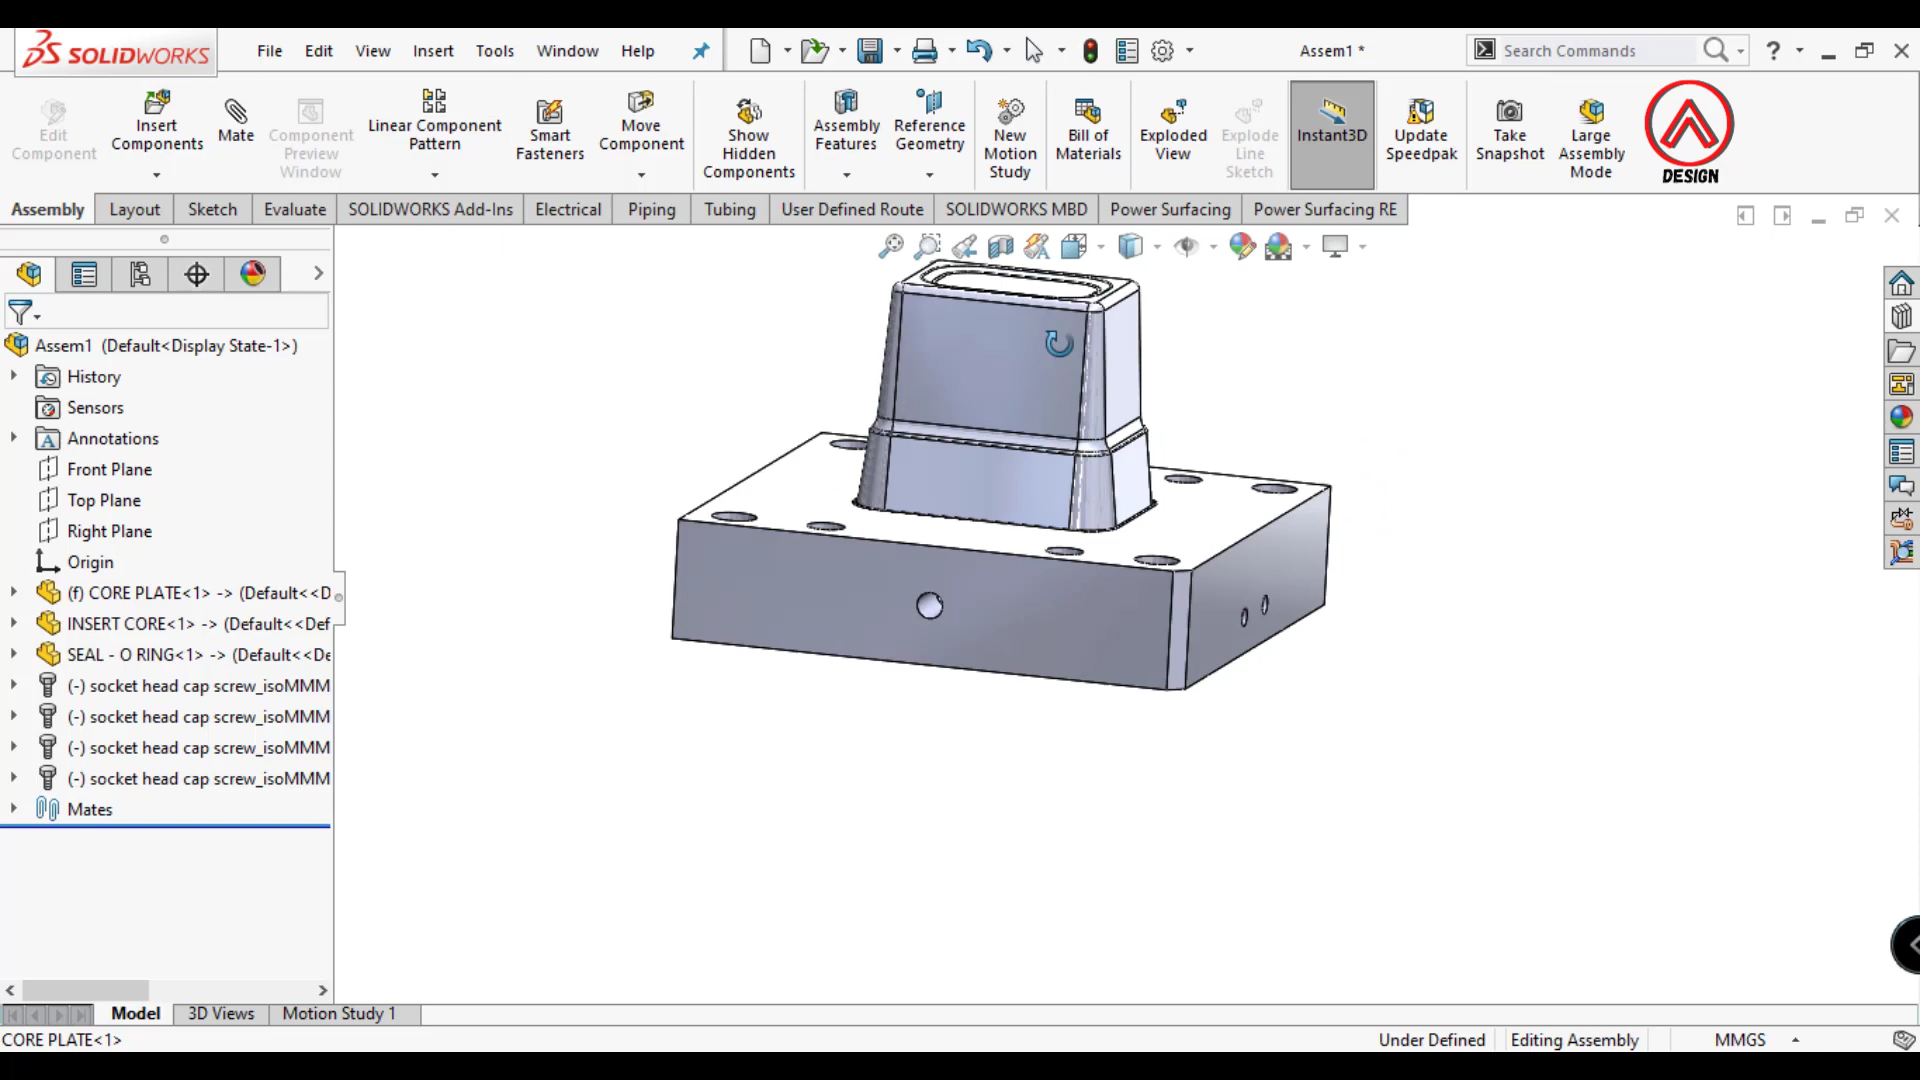 SOLIDWORKS
File Edit View Insert Tools Window Help
Assem1 *
Search Commands
?
Edit Component
Insert Components
Mate
Component Preview Window
Linear Component Pattern
Smart Fasteners
Move Component
Show Hidden Components
Assembly Features
Reference Geometry
New Motion Study
Bill of Materials
Exploded View
Explode Line Sketch
Instant3D
Update Speedpak
Take Snapshot
Large Assembly Mode
DESIGN
Assembly Layout Sketch Evaluate SOLIDWORKS Add-Ins Electrical Piping Tubing User Defined Route SOLIDWORKS MBD Power Surfacing Power Surfacing RE
Assem1 (Default<Display State-1>)
History
Sensors
Annotations
Front Plane
Top Plane
Right Plane
Origin
(f) CORE PLATE<1> -> (Default<<D
INSERT CORE<1> -> (Default<<Def
SEAL - O RING<1> -> (Default<<De
(-) socket head cap screw_isoMMM
(-) socket head cap screw_isoMMM
(-) socket head cap screw_isoMMM
(-) socket head cap screw_isoMMM
Mates
Model 3D Views Motion Study 1
CORE PLATE<1>
Under Defined Editing Assembly MMGS